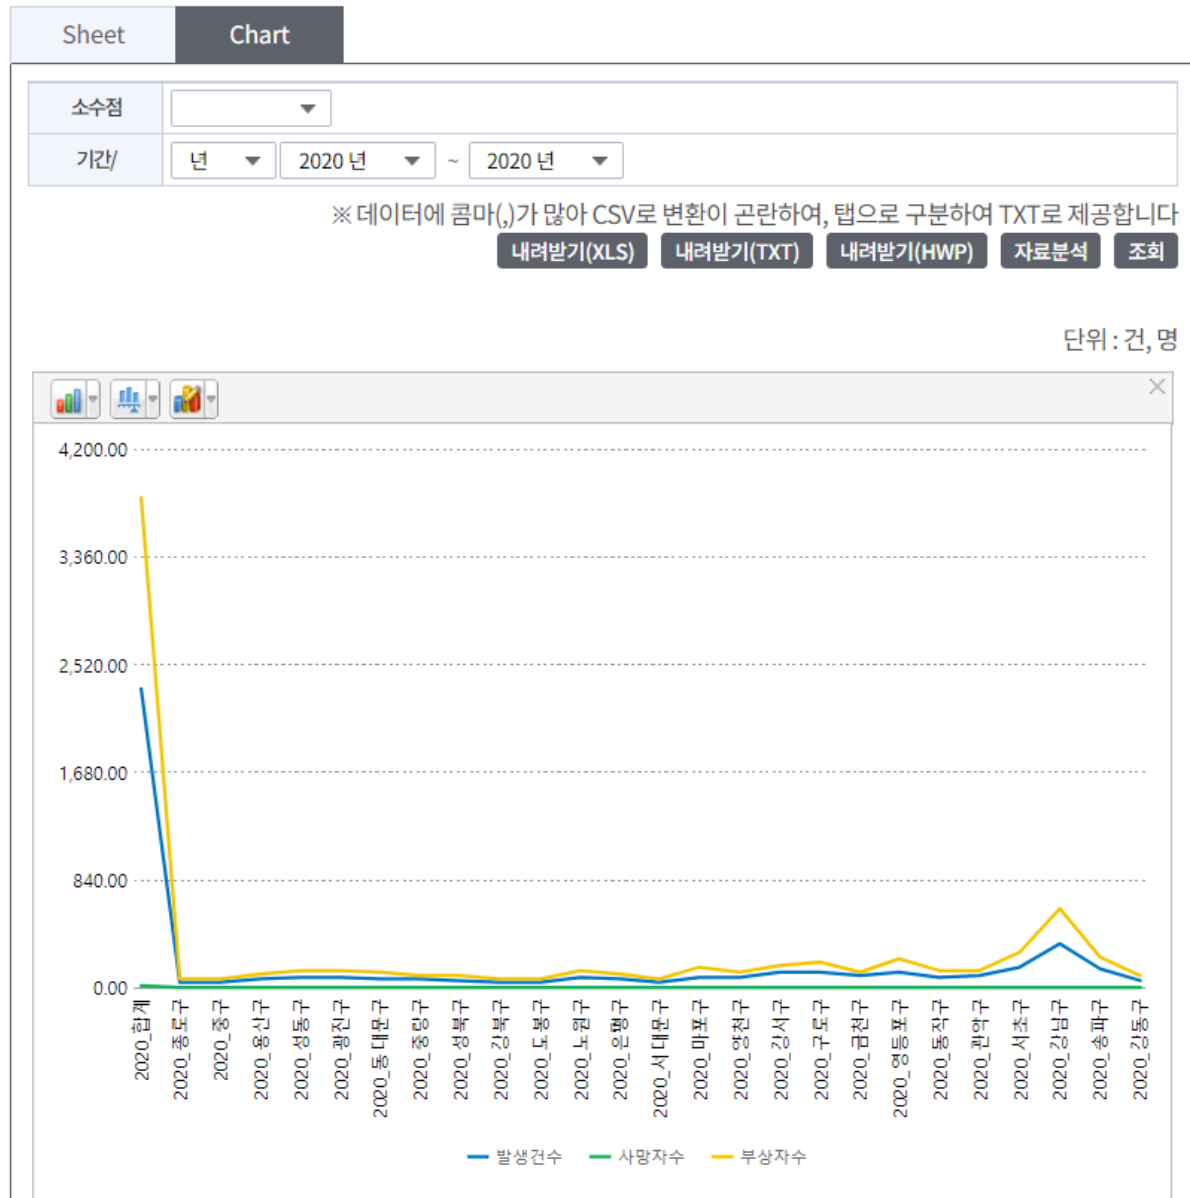 Sheet Chart
소수점
기간/ 년 2020 년 ~ 2020 년
※ 데이터에 콤마(,)가 많아 CSV로 변환이 곤란하여, 탭으로 구분하여 TXT로 제공합니다
내려받기(XLS) 내려받기(TXT) 내려받기(HWP) 자료분석 조회
단위 : 건, 명
4,200.00
3,360.00
2,520.00
1,680.00
840.00
0.00
2020_합계
2020_종로구
2020_중구
2020_용산구
2020_성동구
2020_광진구
2020_동대문구
2020_중랑구
2020_성북구
2020_강북구
2020_도봉구
2020_노원구
2020_은평구
2020_서대문구
2020_마포구
2020_양천구
2020_강서구
2020_구로구
2020_금천구
2020_영등포구
2020_동작구
2020_관악구
2020_서초구
2020_강남구
2020_송파구
2020_강동구
발생건수 사망자수 부상자수